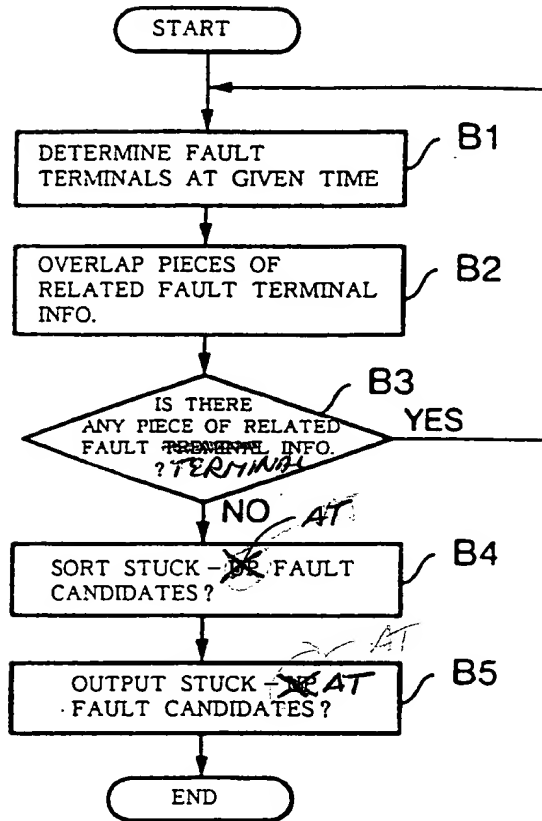 START
DETERMINE FAULT
TERMINALS AT GIVEN TIME
B1
OVERLAP PIECES OF
RELATED FAULT TERMINAL
INFO.
B2
IS THERE
ANY PIECE OF RELATED
FAULT INFO.
? TERMINAL
B3
YES
NO
AT
SORT STUCK - FAULT
CANDIDATES ?
B4
AT
OUTPUT STUCK - AT
FAULT CANDIDATES ?
B5
END